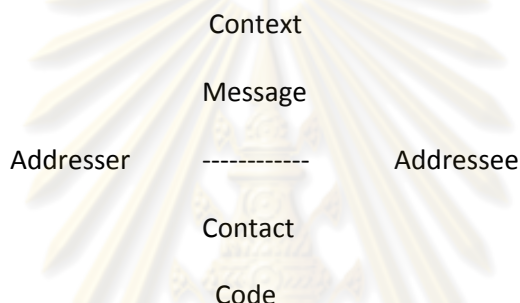 Context
Message
Addresser ------------ Addressee
Contact
Code